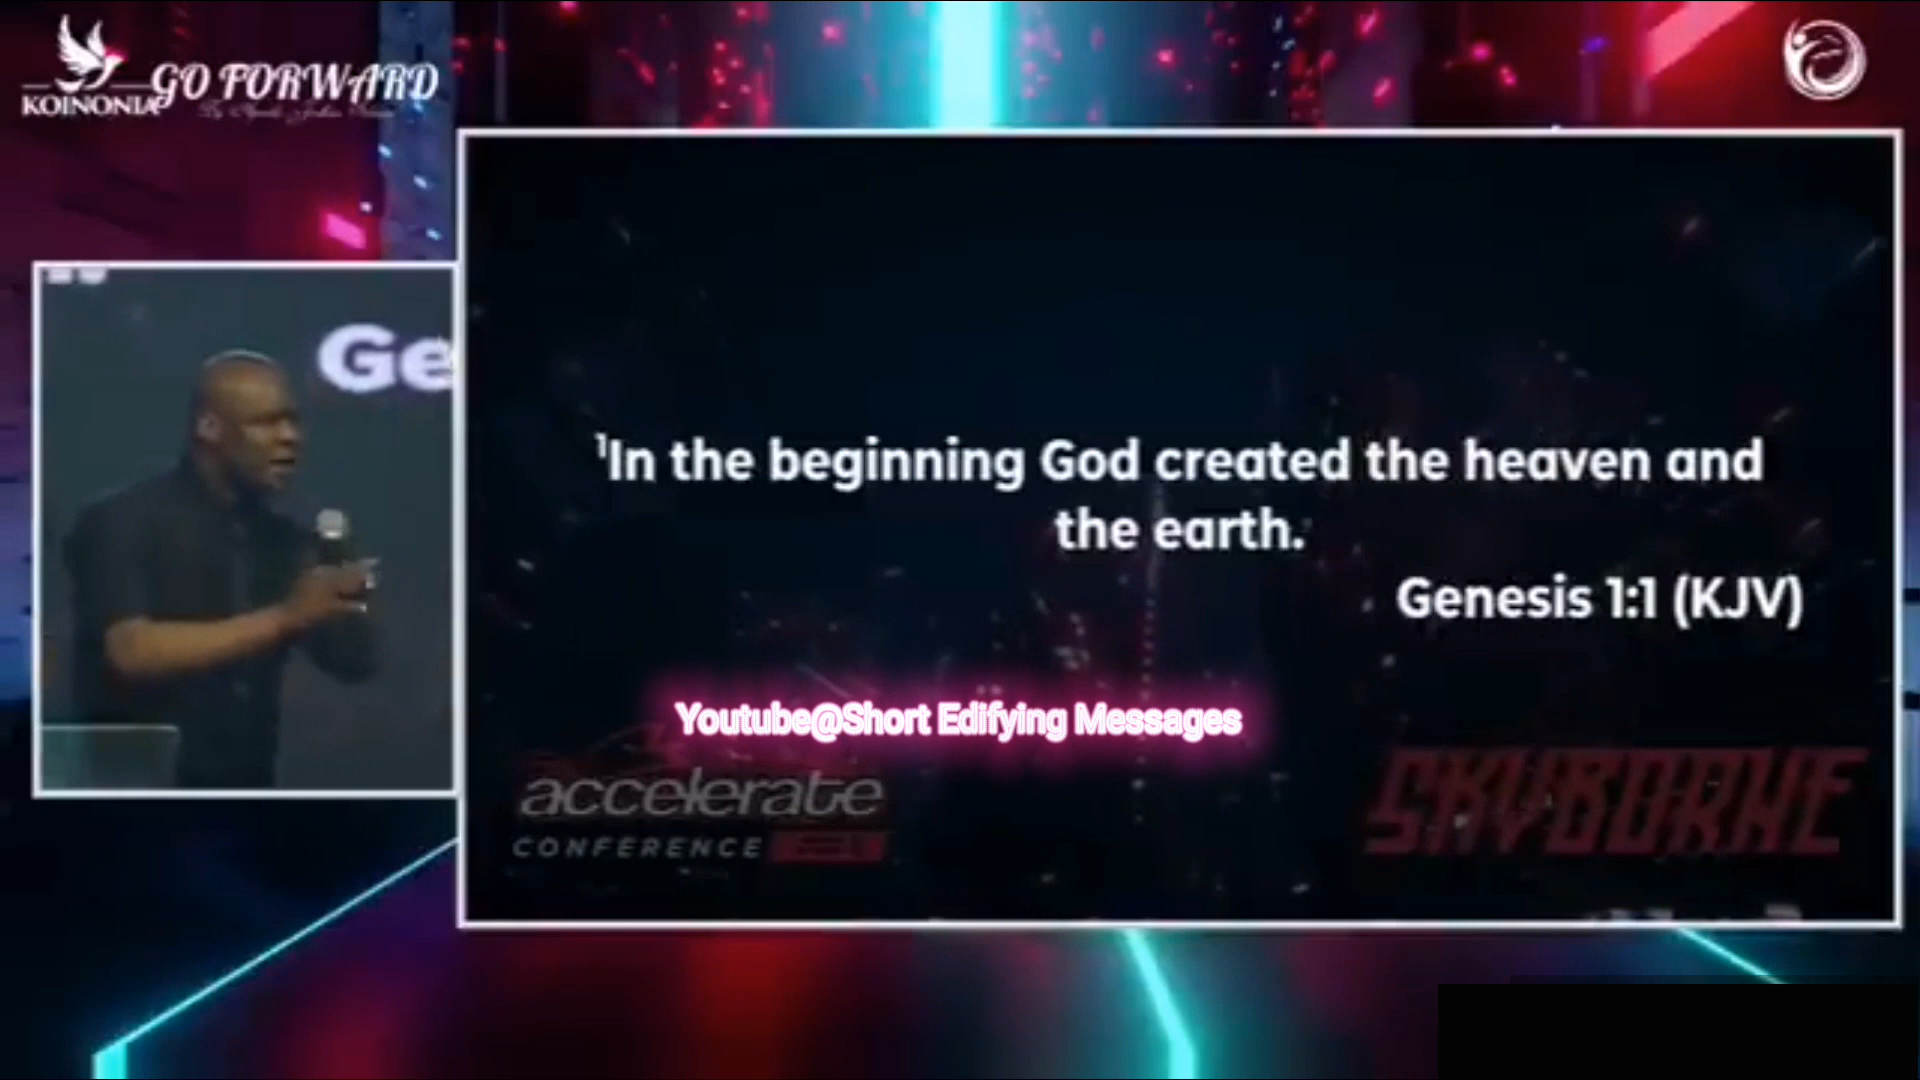 KOINONIA
GO FORWARD
Ge
¹In the beginning God created the heaven and
the earth.
Genesis 1:1 (KJV)
Youtube@Short Edifying Messages
accelerate
CONFERENCE
SKYBORNE